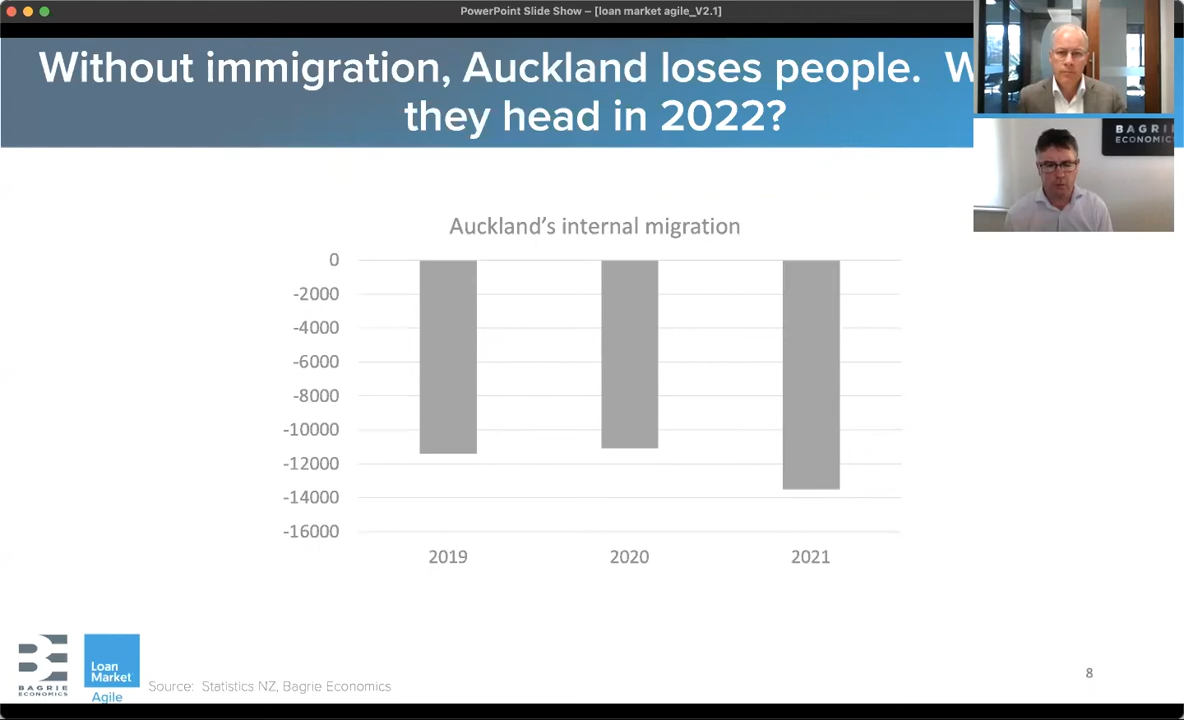 PowerPoint Slide Show – [loan market agile_V2.1]
Without immigration, Auckland loses people. W
they head in 2022?
BAGRIE
ECONOMICS
Auckland’s internal migration
0
-2000
-4000
-6000
-8000
-10000
-12000
-14000
-16000
2019 2020 2021
BAGRIE
ECONOMICS
Loan
Market
Agile
Source: Statistics NZ, Bagrie Economics
8